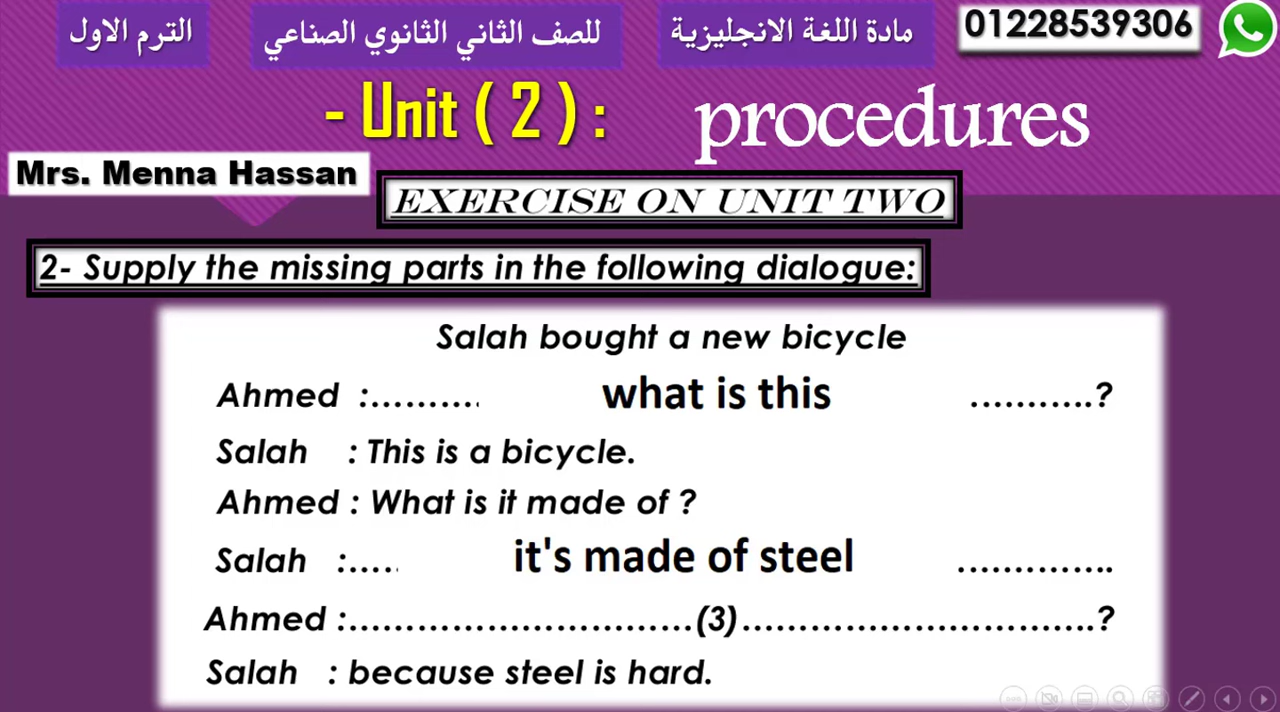 مادة اللغة الانجليزية للصف الثاني الثانوي الصناعي الترم الاول
01228539306
- Unit ( 2 ) : procedures
Mrs. Menna Hassan
EXERCISE ON UNIT TWO
2- Supply the missing parts in the following dialogue:
Salah bought a new bicycle
Ahmed :.......... what is this ...........?
Salah : This is a bicycle.
Ahmed : What is it made of ?
Salah :..... it's made of steel ..............
Ahmed :...............................(3)................................?
Salah : because steel is hard.